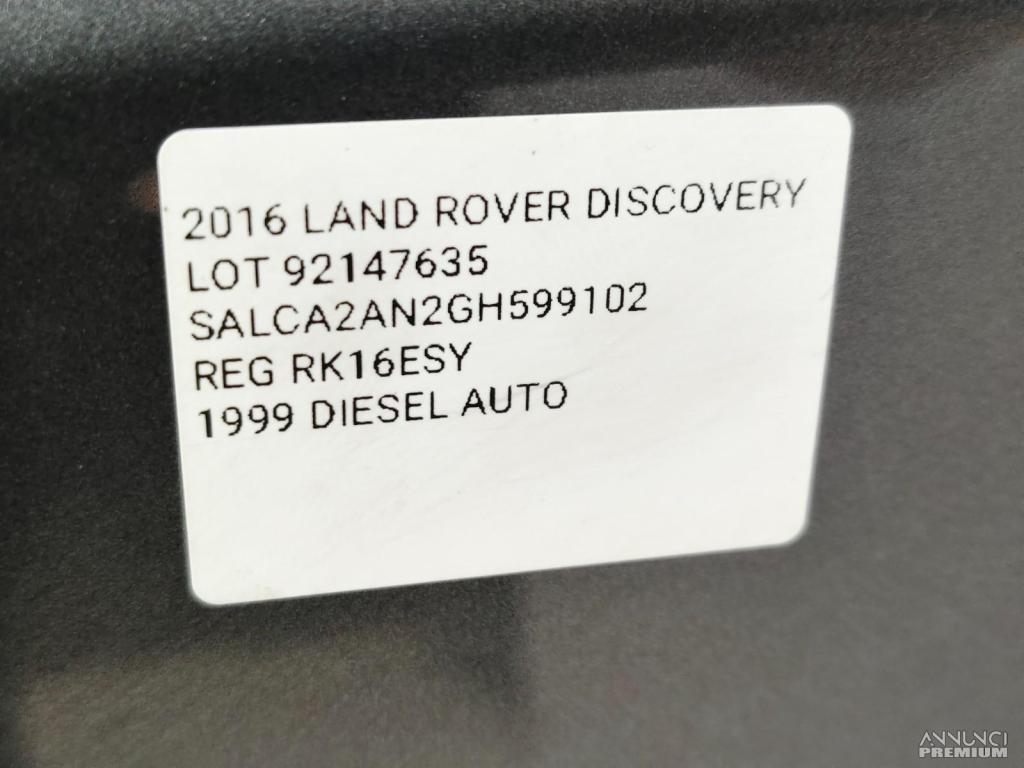 2016 LAND ROVER DISCOVERY
LOT 92147635
SALCA2AN2GH599102
REG RK16ESY
1999 DIESEL AUTO
ANNUNCI
PREMIUM